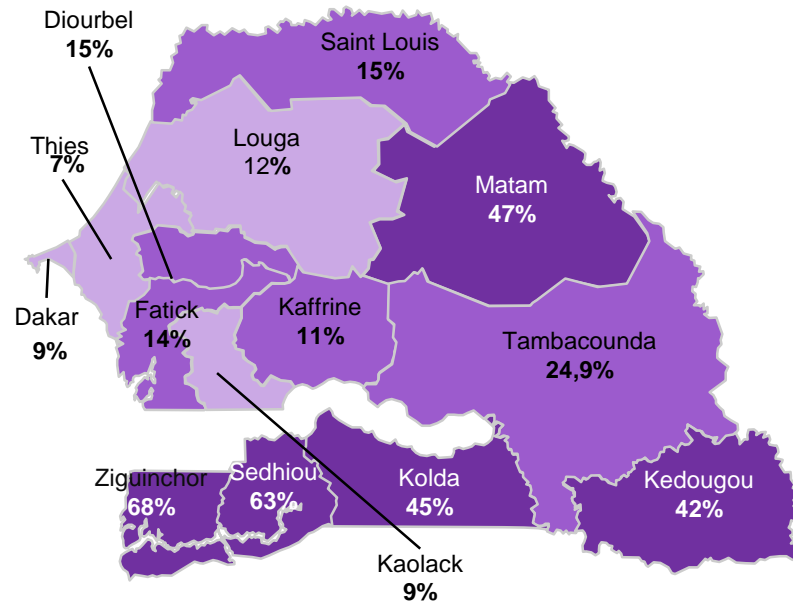 Diourbel
15%
Saint Louis
15%
Thies
7%
Louga
12%
Matam
47%
Dakar
9%
Fatick
14%
Kaffrine
11%
Tambacounda
24,9%
Ziguinchor
68%
Sedhiou
63%
Kolda
45%
Kedougou
42%
Kaolack
9%